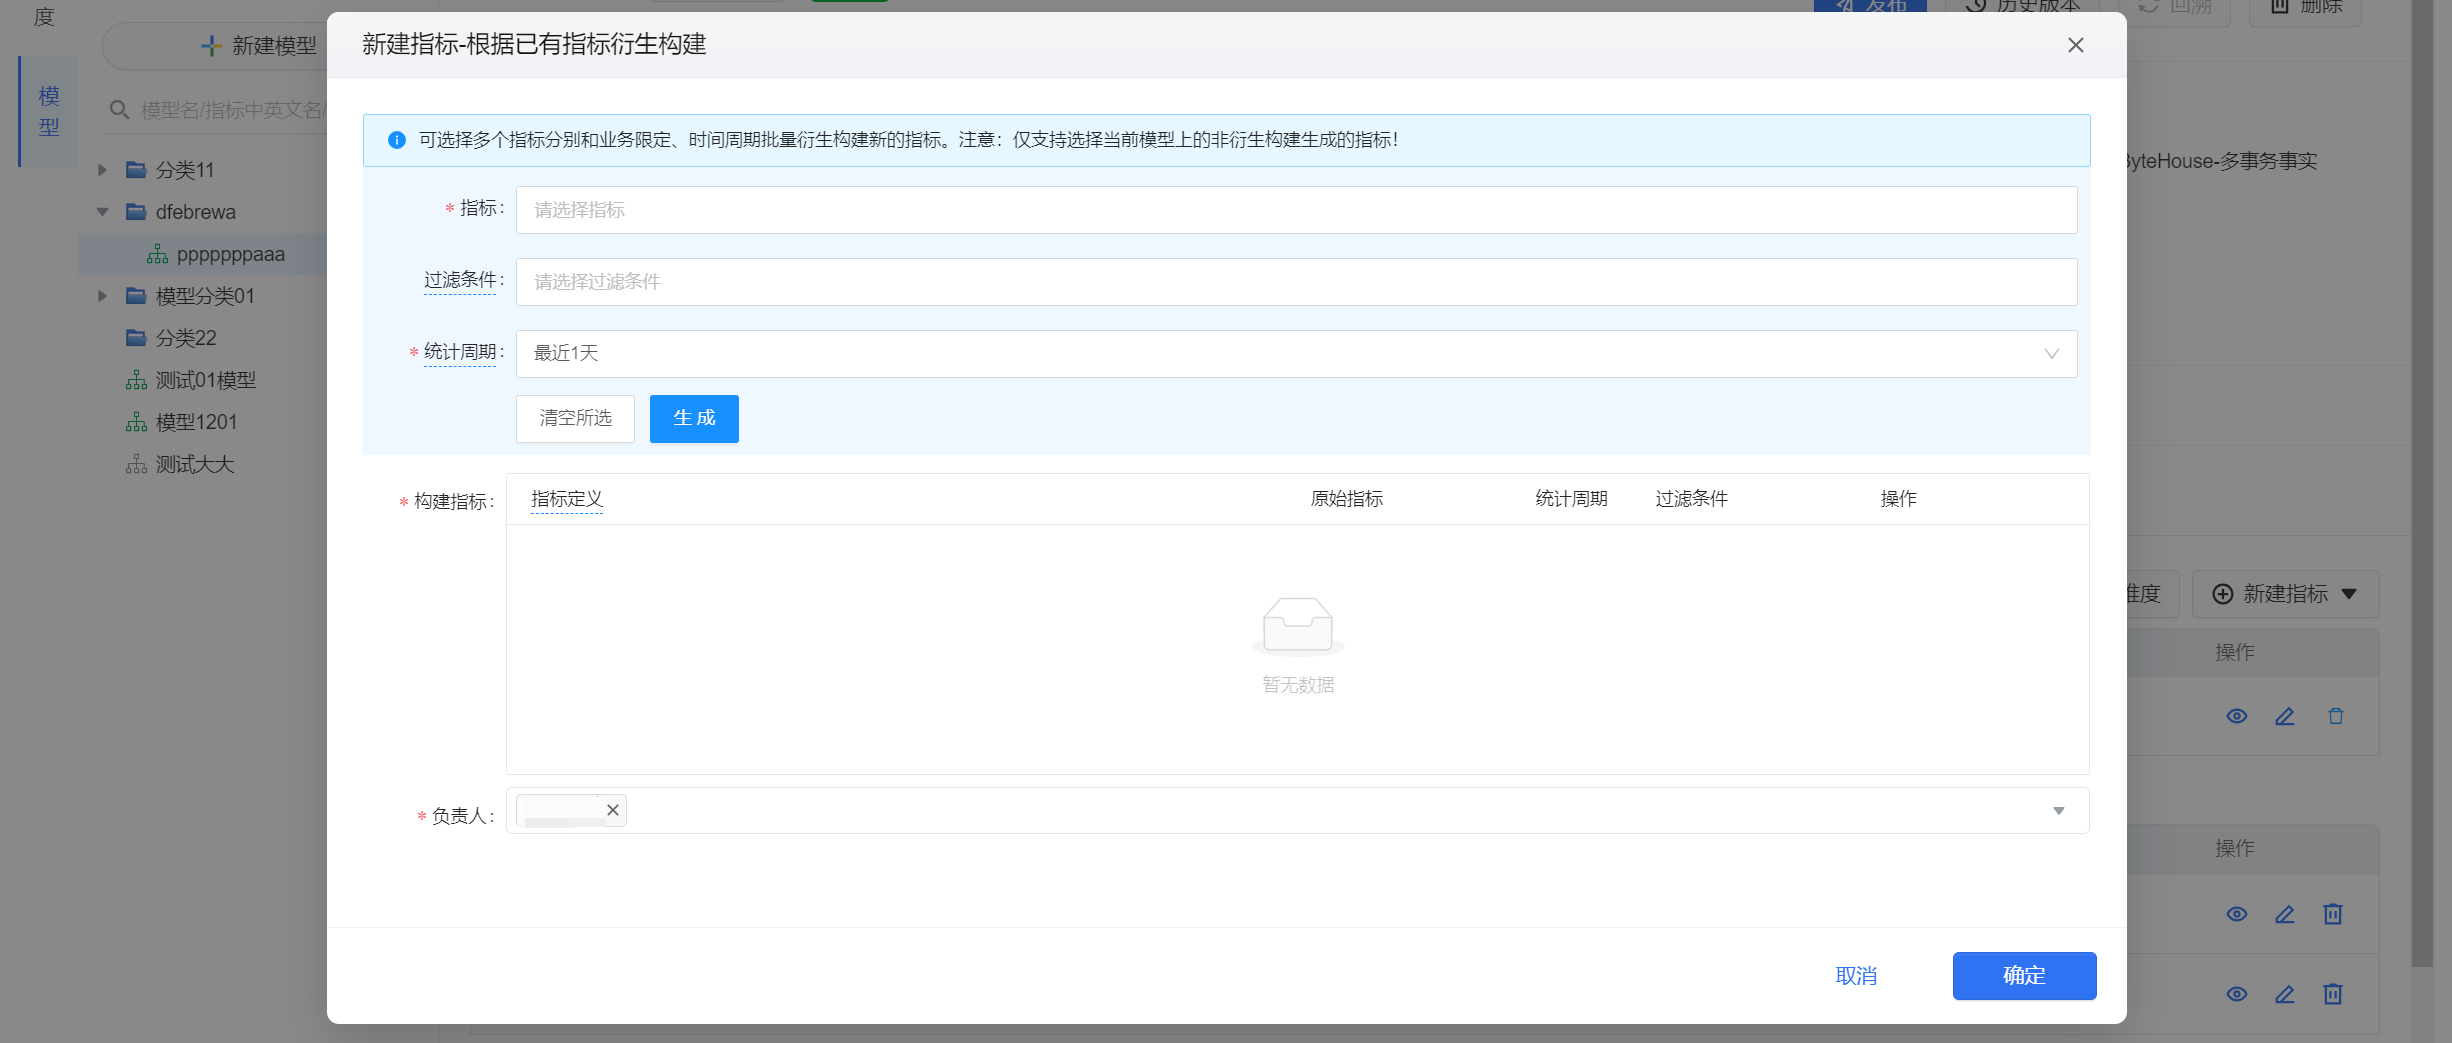 度
新建模型
模型
模型名/指标中英文名/
分类11
dfebrewa
pppppppaaa
模型分类01
分类22
测试01模型
模型1201
测试大大
发布
历史版本
回溯
删除
新建指标-根据已有指标衍生构建
可选择多个指标分别和业务限定、时间周期批量衍生构建新的指标。注意：仅支持选择当前模型上的非衍生构建生成的指标！
* 指标：
请选择指标
过滤条件：
请选择过滤条件
* 统计周期：
最近1天
清空所选
生 成
* 构建指标：
指标定义
原始指标
统计周期
过滤条件
操作
暂无数据
* 负责人：
取消
确定
ByteHouse-多事务事实
维度
新建指标
操作
操作